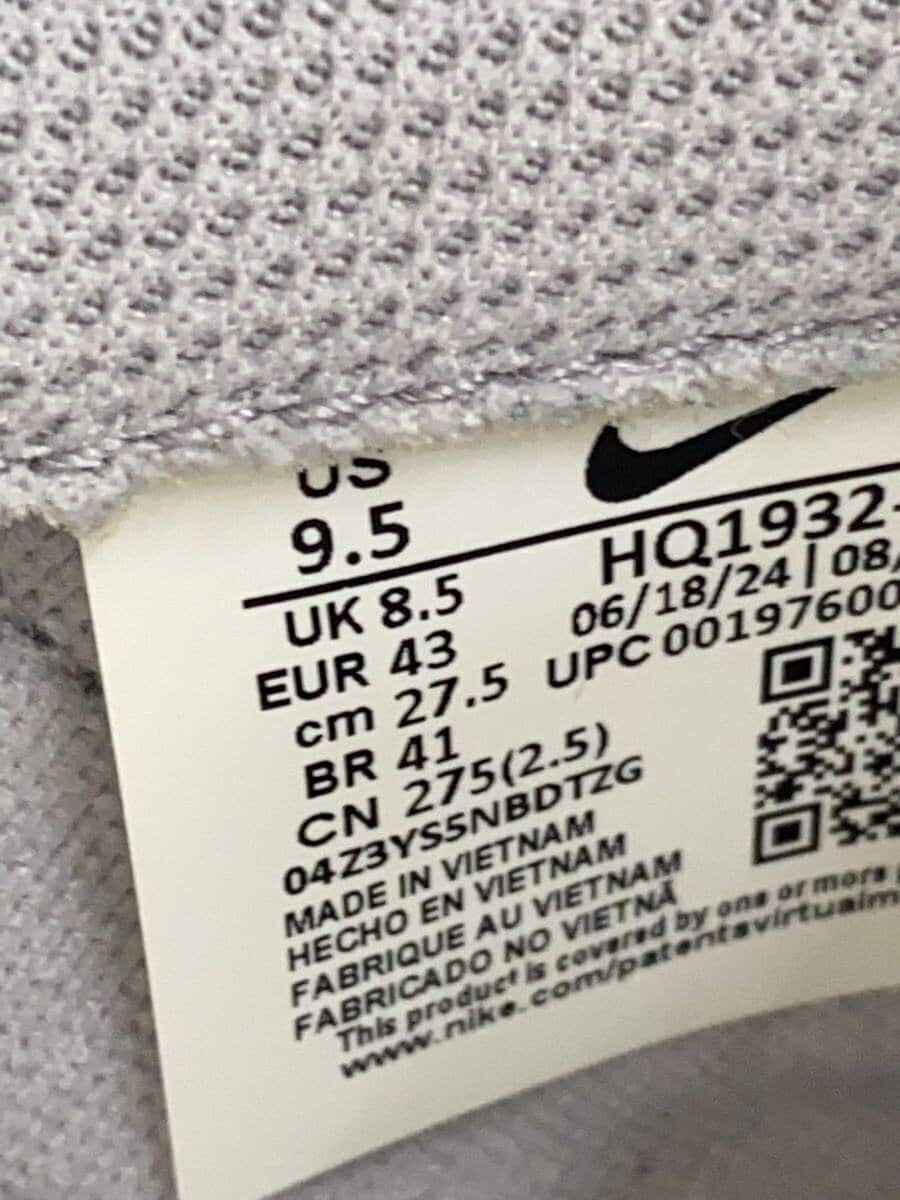 US
9.5
HQ1932-
UK 8.5
06/18/24 | 08/
EUR 43
UPC 00197600
cm 27.5
BR 41
CN 275(2.5)
04Z3YS5NBDTZG
MADE IN VIETNAM
HECHO EN VIETNAM
FABRIQUE AU VIETNAM
FABRICADO NO VIETNÃ
This product is covered by one or more
www.nike.com/patentsvirtualm